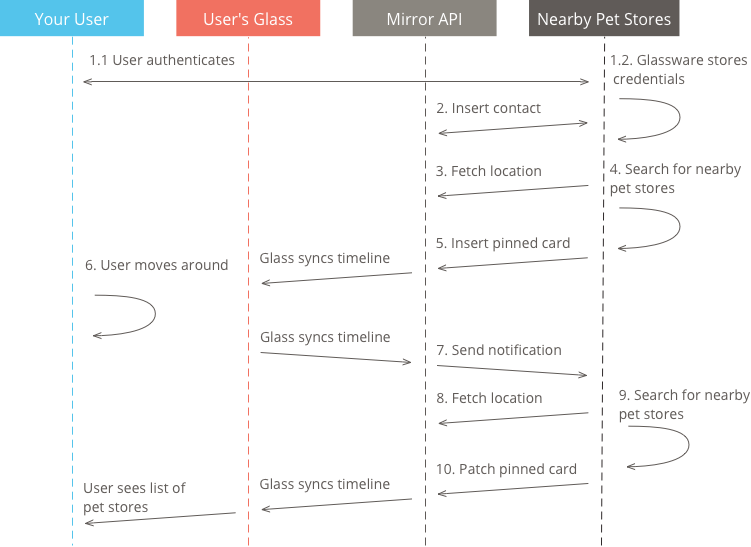 Your User
User's Glass
Mirror API
Nearby Pet Stores
1.1 User authenticates
1.2. Glassware stores
credentials
2. Insert contact
3. Fetch location
4. Search for nearby
pet stores
5. Insert pinned card
Glass syncs timeline
6. User moves around
Glass syncs timeline
7. Send notification
8. Fetch location
9. Search for nearby
pet stores
10. Patch pinned card
Glass syncs timeline
User sees list of
pet stores